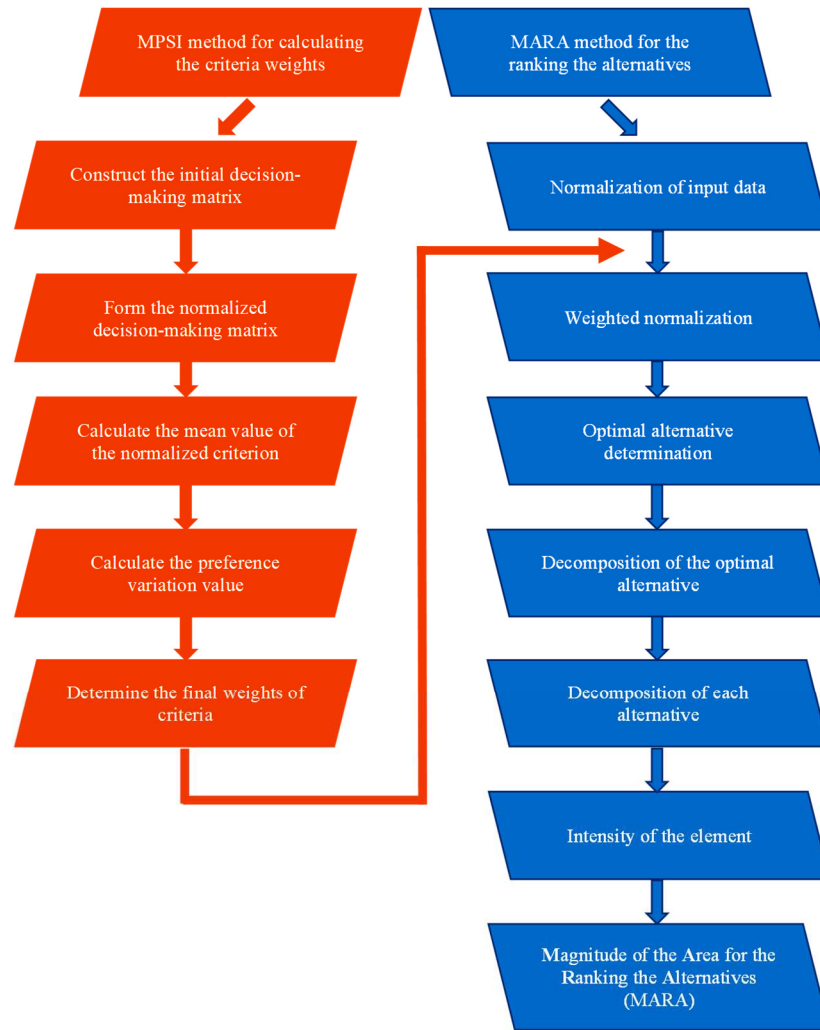 MPSI method for calculating
the criteria weights
Construct the initial decision-
making matrix
Form the normalized
decision-making matrix
Calculate the mean value of
the normalized criterion
Calculate the preference
variation value
Determine the final weights of
criteria
MARA method for the
ranking the alternatives
Normalization of input data
Weighted normalization
Optimal alternative
determination
Decomposition of the optimal
alternative
Decomposition of each
alternative
Intensity of the element
Magnitude of the Area for the
Ranking the Alternatives
(MARA)